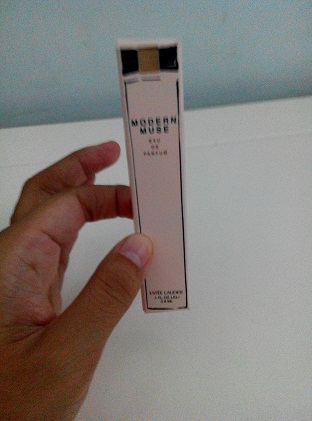 MODERN
MUSE
EAU
DE
PARFUM
ESTEE LAUDER